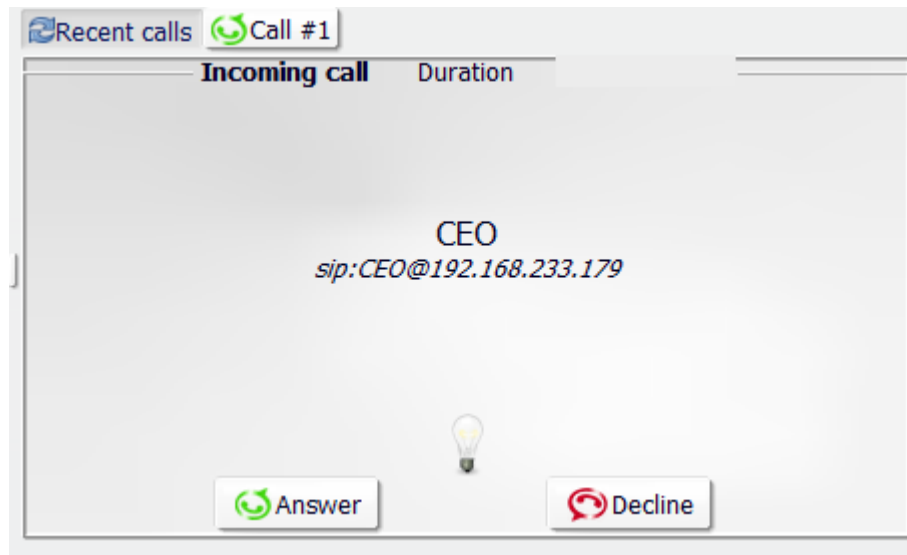 Recent calls Call #1
Incoming call Duration
CEO
sip:CEO@192.168.233.179
Answer Decline